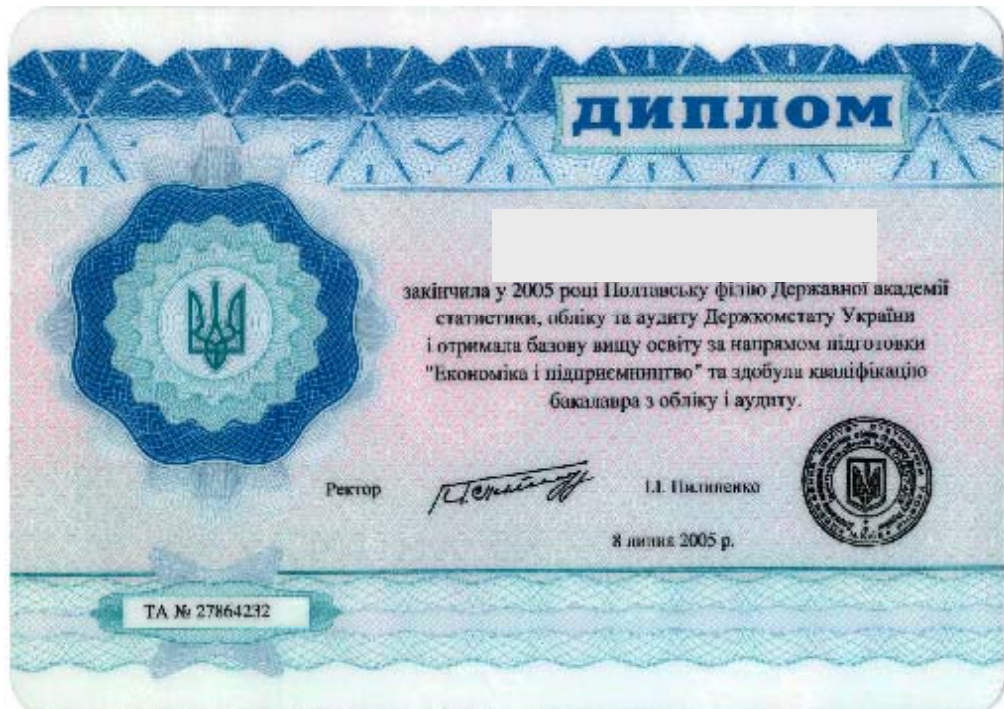 ДИПЛОМ
закінчила у 2005 році Полтавську філію Державної академії
статистики, обліку та аудиту Держкомстату України
і отримала базову вищу освіту за напрямом підготовки
"Економіка і підприємництво" та здобула кваліфікацію
бакалавра з обліку і аудиту.
Ректор І.І. Пилипенко
8 липня 2005 р.
ТА № 27864232